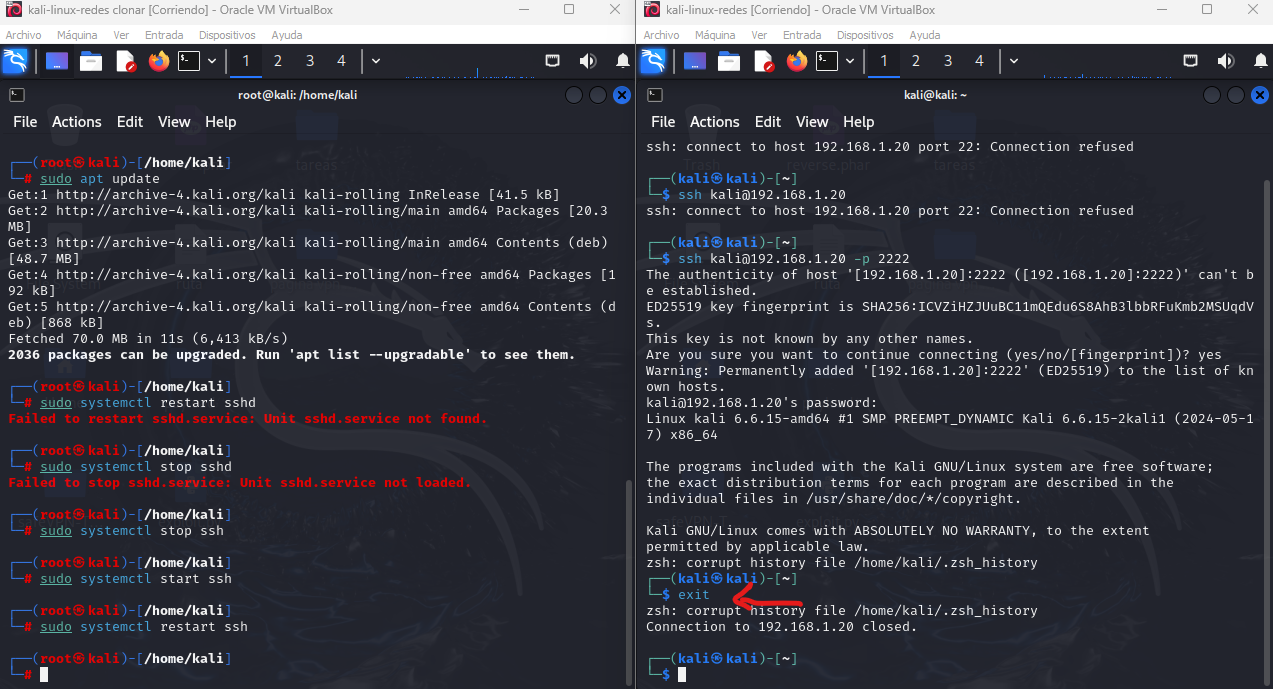 kali-linux-redes clonar [Corriendo] - Oracle VM VirtualBox
Archivo Máquina Ver Entrada Dispositivos Ayuda
1 2 3 4
root@kali: /home/kali
File Actions Edit View Help
┌──(root㉿kali)-[/home/kali]
└─# sudo apt update
Get:1 http://archive-4.kali.org/kali kali-rolling InRelease [41.5 kB]
Get:2 http://archive-4.kali.org/kali kali-rolling/main amd64 Packages [20.3
MB]
Get:3 http://archive-4.kali.org/kali kali-rolling/main amd64 Contents (deb)
[48.7 MB]
Get:4 http://archive-4.kali.org/kali kali-rolling/non-free amd64 Packages [1
92 kB]
Get:5 http://archive-4.kali.org/kali kali-rolling/non-free amd64 Contents (d
eb) [868 kB]
Fetched 70.0 MB in 11s (6,413 kB/s)
2036 packages can be upgraded. Run 'apt list --upgradable' to see them.
┌──(root㉿kali)-[/home/kali]
└─# sudo systemctl restart sshd
Failed to restart sshd.service: Unit sshd.service not found.
┌──(root㉿kali)-[/home/kali]
└─# sudo systemctl stop sshd
Failed to stop sshd.service: Unit sshd.service not loaded.
┌──(root㉿kali)-[/home/kali]
└─# sudo systemctl stop ssh
┌──(root㉿kali)-[/home/kali]
└─# sudo systemctl start ssh
┌──(root㉿kali)-[/home/kali]
└─# sudo systemctl restart ssh
┌──(root㉿kali)-[/home/kali]
└─#
kali-linux-redes [Corriendo] - Oracle VM VirtualBox
Archivo Máquina Ver Entrada Dispositivos Ayuda
1 2 3 4
kali@kali: ~
File Actions Edit View Help
ssh: connect to host 192.168.1.20 port 22: Connection refused
┌──(kali㉿kali)-[~]
└─$ ssh kali@192.168.1.20
ssh: connect to host 192.168.1.20 port 22: Connection refused
┌──(kali㉿kali)-[~]
└─$ ssh kali@192.168.1.20 -p 2222
The authenticity of host '[192.168.1.20]:2222 ([192.168.1.20]:2222)' can't b
e established.
ED25519 key fingerprint is SHA256:ICVZiHZJUuBC11mQEdu6S8AhB3lbbRFuKmb2MSUqdV
s.
This key is not known by any other names.
Are you sure you want to continue connecting (yes/no/[fingerprint])? yes
Warning: Permanently added '[192.168.1.20]:2222' (ED25519) to the list of kn
own hosts.
kali@192.168.1.20's password:
Linux kali 6.6.15-amd64 #1 SMP PREEMPT_DYNAMIC Kali 6.6.15-2kali1 (2024-05-1
7) x86_64
The programs included with the Kali GNU/Linux system are free software;
the exact distribution terms for each program are described in the
individual files in /usr/share/doc/*/copyright.
Kali GNU/Linux comes with ABSOLUTELY NO WARRANTY, to the extent
permitted by applicable law.
zsh: corrupt history file /home/kali/.zsh_history
┌──(kali㉿kali)-[~]
└─$ exit
zsh: corrupt history file /home/kali/.zsh_history
Connection to 192.168.1.20 closed.
┌──(kali㉿kali)-[~]
└─$